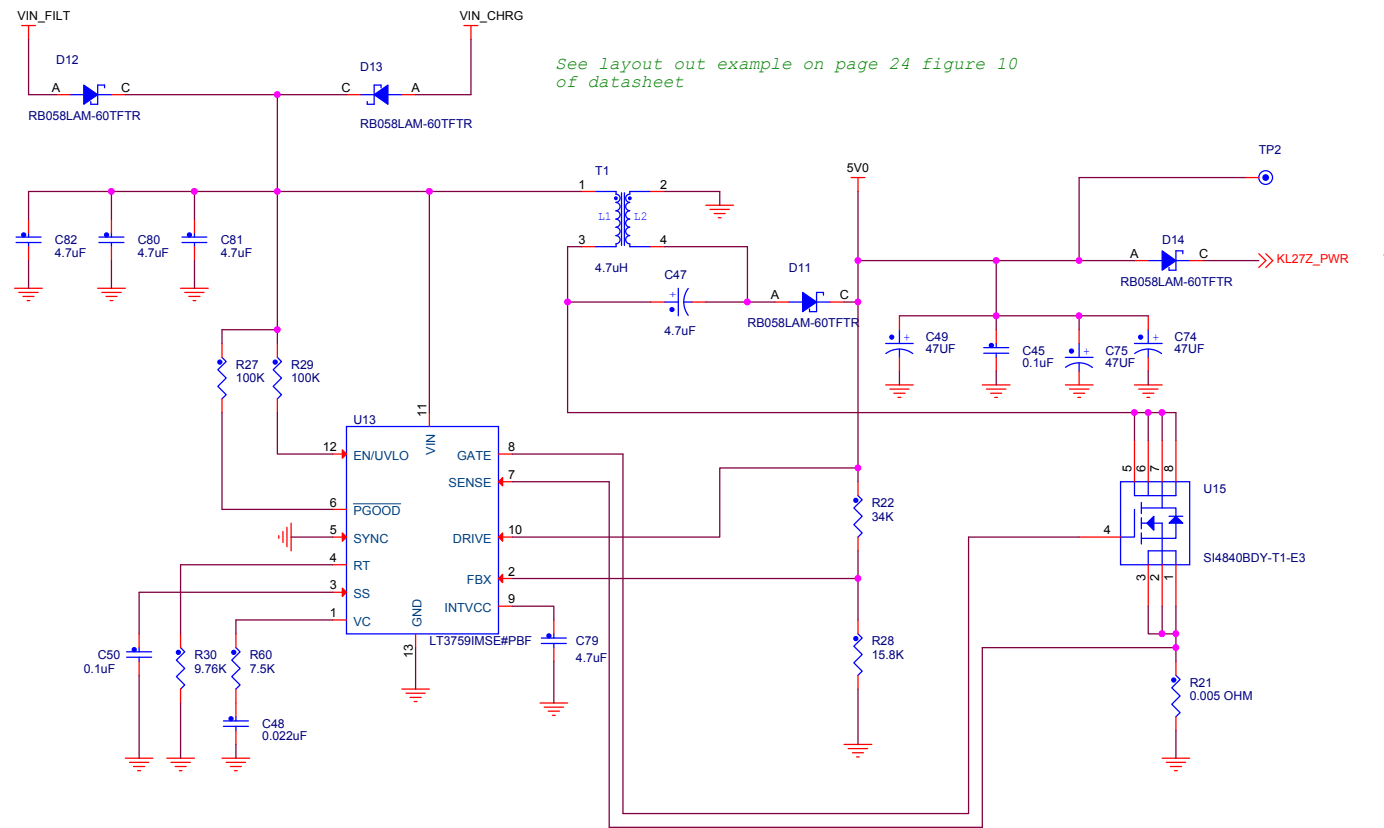 VIN_FILT
VIN_CHRG
See layout out example on page 24 figure 10
of datasheet
D12
A
C
RB058LAM-60TFTR
D13
C
A
RB058LAM-60TFTR
TP2
5V0
T1
1
2
L1
L2
3
4
4.7uH
C82
4.7uF
C80
4.7uF
C81
4.7uF
C47
+
4.7uF
D11
A
C
RB058LAM-60TFTR
D14
A
C
RB058LAM-60TFTR
KL27Z_PWR
C49
47UF
+
C45
0.1uF
C75
47UF
+
C74
47UF
+
R27
100K
R29
100K
U13
11
VIN
12
EN/UVLO
6
PGOOD
5
SYNC
4
RT
3
SS
1
VC
GND
13
GATE
8
SENSE
7
DRIVE
10
FBX
2
INTVCC
9
LT3759IMSE#PBF
C79
4.7uF
R22
34K
R28
15.8K
5
6
7
8
U15
4
SI4840BDY-T1-E3
3
2
1
R21
0.005 OHM
C50
0.1uF
R30
9.76K
R60
7.5K
C48
0.022uF